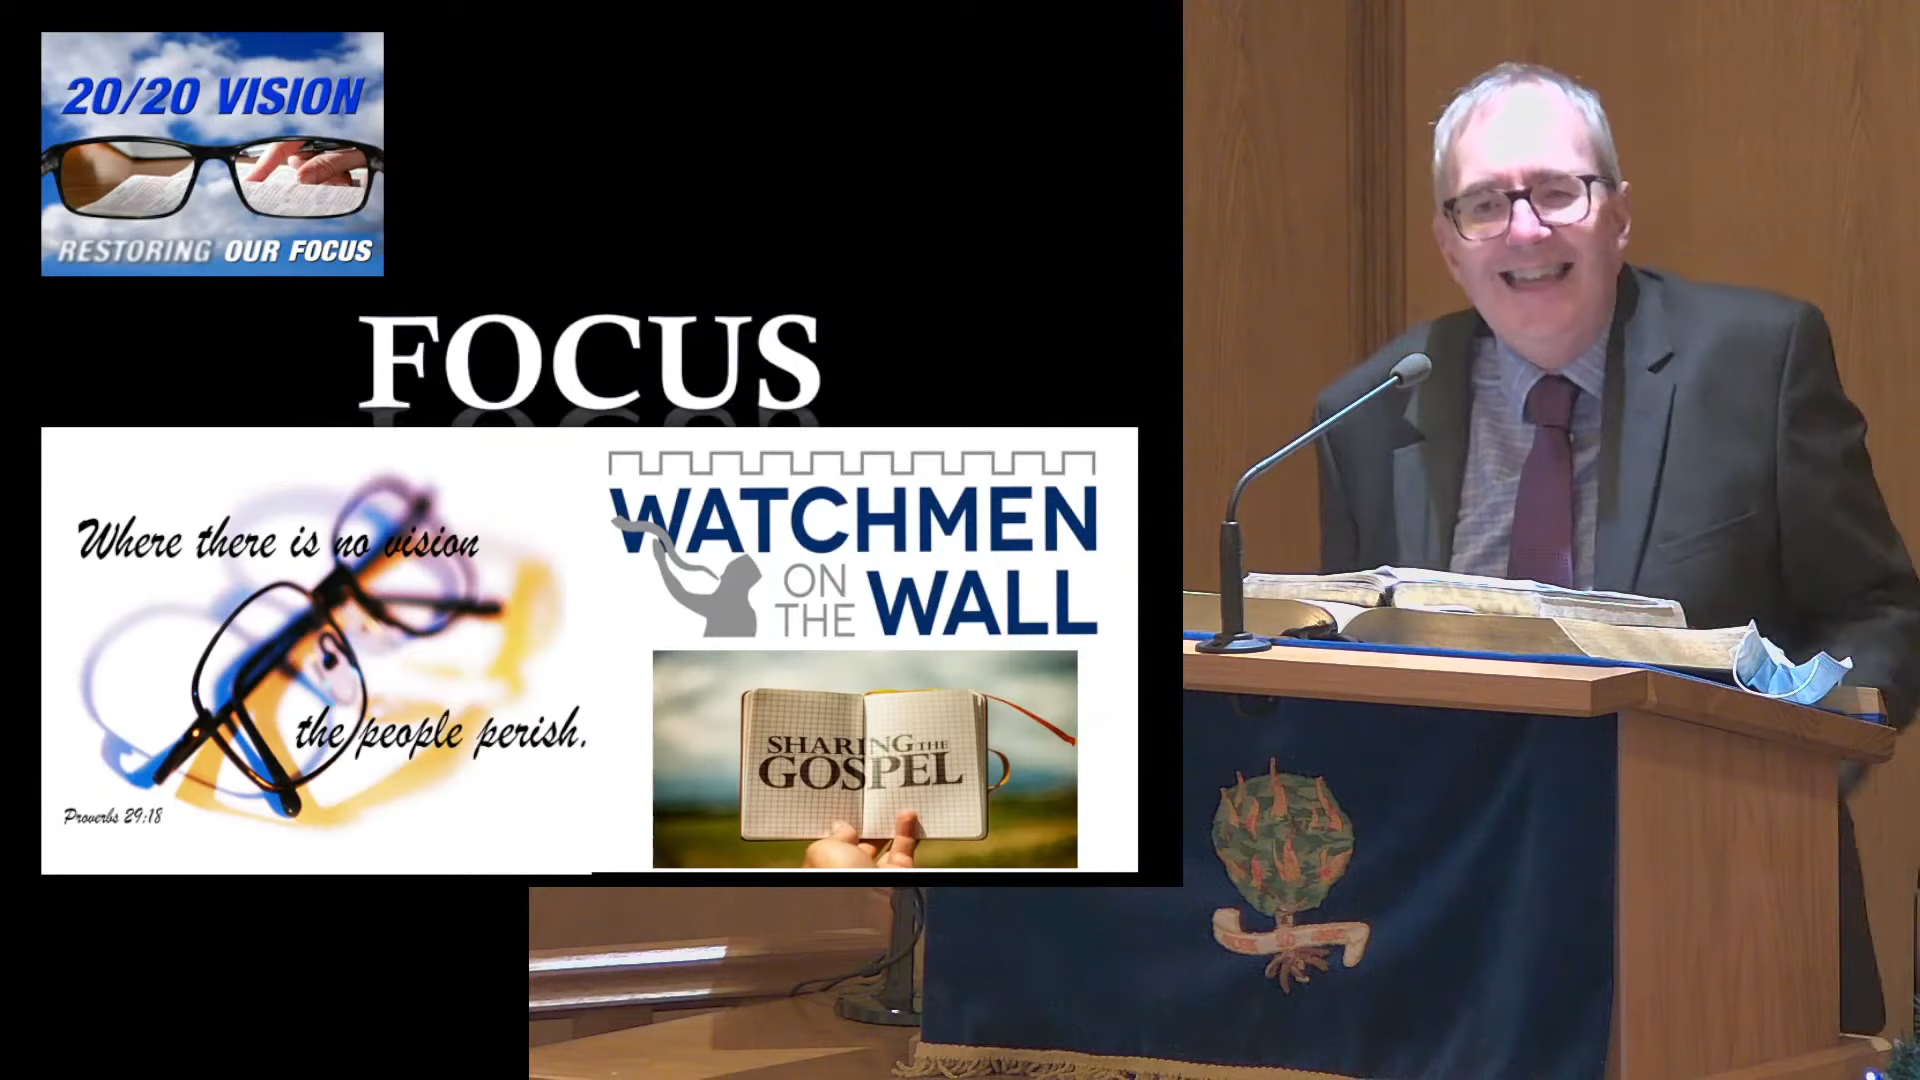 20/20 VISION
RESTORING OUR FOCUS
FOCUS
Where there is no vision
the people perish.
Proverbs 29:18
WATCHMEN
ON
THE WALL
SHARING THE
GOSPEL